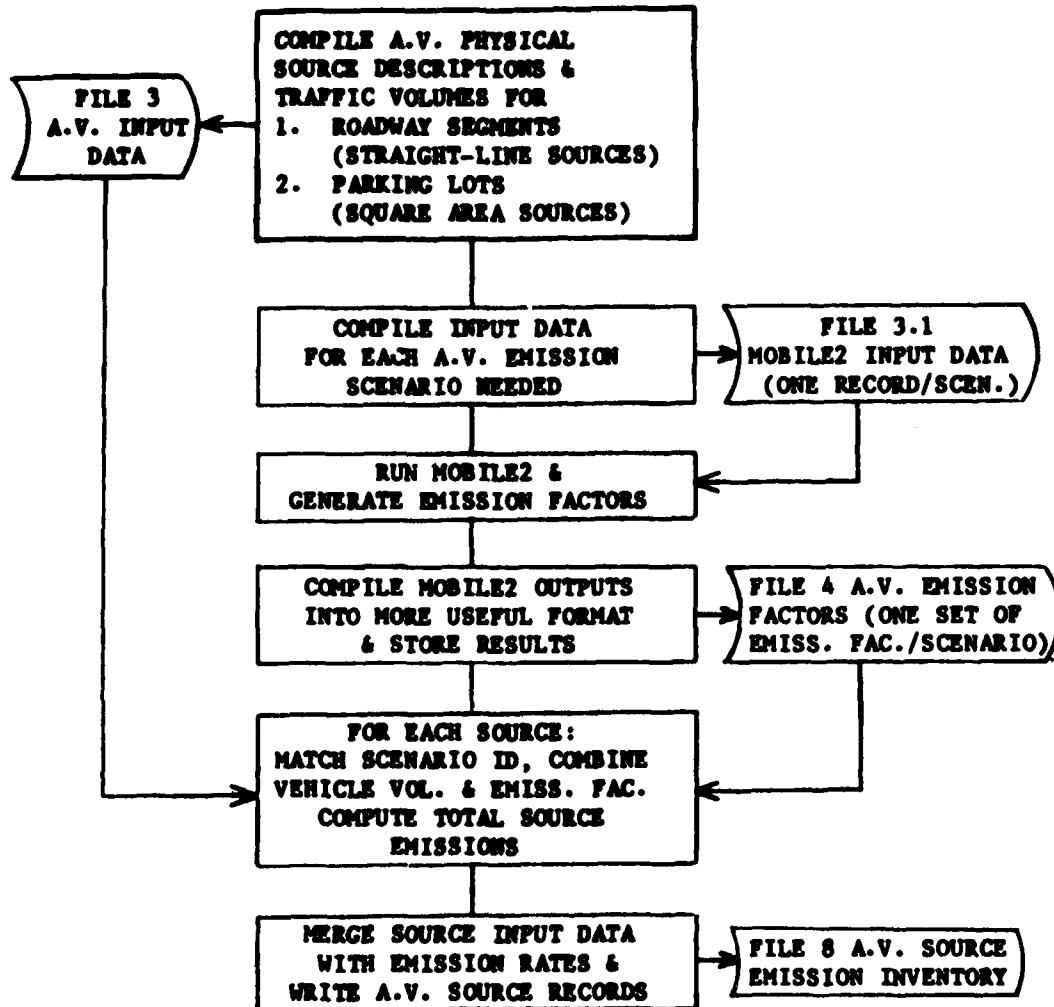 COMPILE A.V. PHYSICAL
SOURCE DESCRIPTIONS &
TRAFFIC VOLUMES FOR
1. ROADWAY SEGMENTS
(STRAIGHT-LINE SOURCES)
2. PARKING LOTS
(SQUARE AREA SOURCES)
FILE 3
A.V. INPUT
DATA
COMPILE INPUT DATA
FOR EACH A.V. EMISSION
SCENARIO NEEDED
FILE 3.1
MOBILE2 INPUT DATA
(ONE RECORD/SCEN.)
RUN MOBILE2 &
GENERATE EMISSION FACTORS
COMPILE MOBILE2 OUTPUTS
INTO MORE USEFUL FORMAT
& STORE RESULTS
FILE 4 A.V. EMISSION
FACTORS (ONE SET OF
EMISS. FAC./SCENARIO)
FOR EACH SOURCE:
MATCH SCENARIO ID, COMBINE
VEHICLE VOL. & EMISS. FAC.
COMPUTE TOTAL SOURCE
EMISSIONS
MERGE SOURCE INPUT DATA
WITH EMISSION RATES &
WRITE A.V. SOURCE RECORDS
FILE 8 A.V. SOURCE
EMISSION INVENTORY